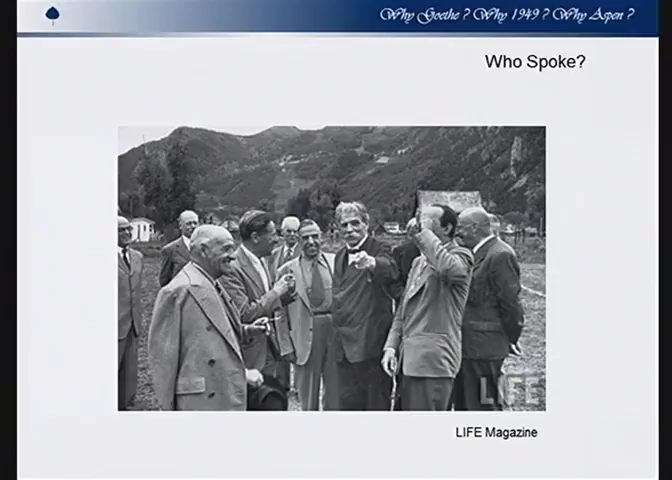 Why Goethe ? Why 1949 ? Why Aspen ?
Who Spoke?
LIFE
LIFE Magazine